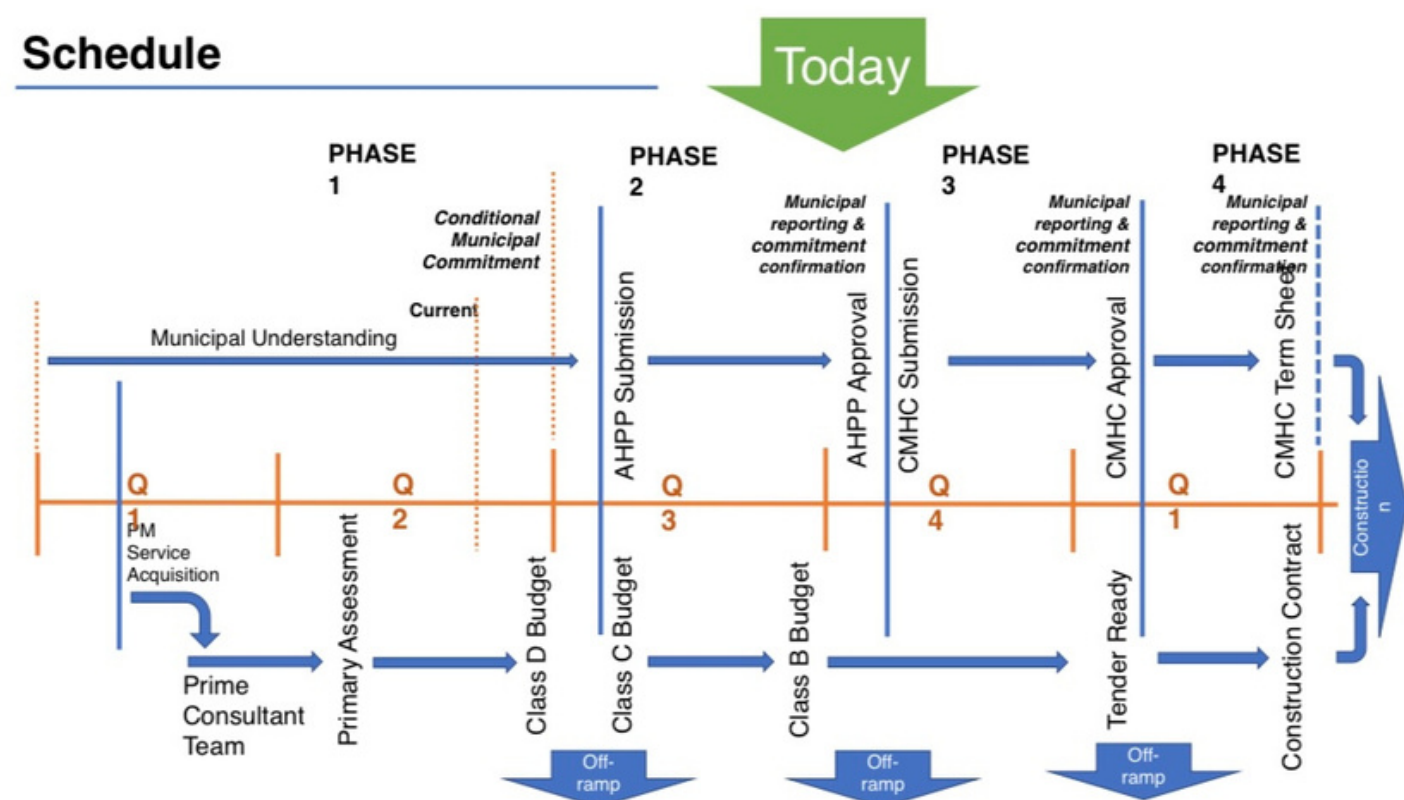 Schedule
Today
PHASE
1
PHASE
2
PHASE
3
PHASE
4
Conditional
Municipal
Commitment
Municipal
reporting &
commitment
confirmation
Municipal
reporting &
commitment
confirmation
Municipal
reporting &
commitment
confirmation
Current
Municipal Understanding
AHPP Submission
AHPP Approval
CMHC Submission
CMHC Approval
CMHC Term Sheet
Q
1
Q
2
Q
3
Q
4
Q
1
Constructio
n
PM
Service
Acquisition
Prime
Consultant
Team
Primary Assessment
Class D Budget
Class C Budget
Class B Budget
Tender Ready
Construction Contract
Off-
ramp
Off-
ramp
Off-
ramp